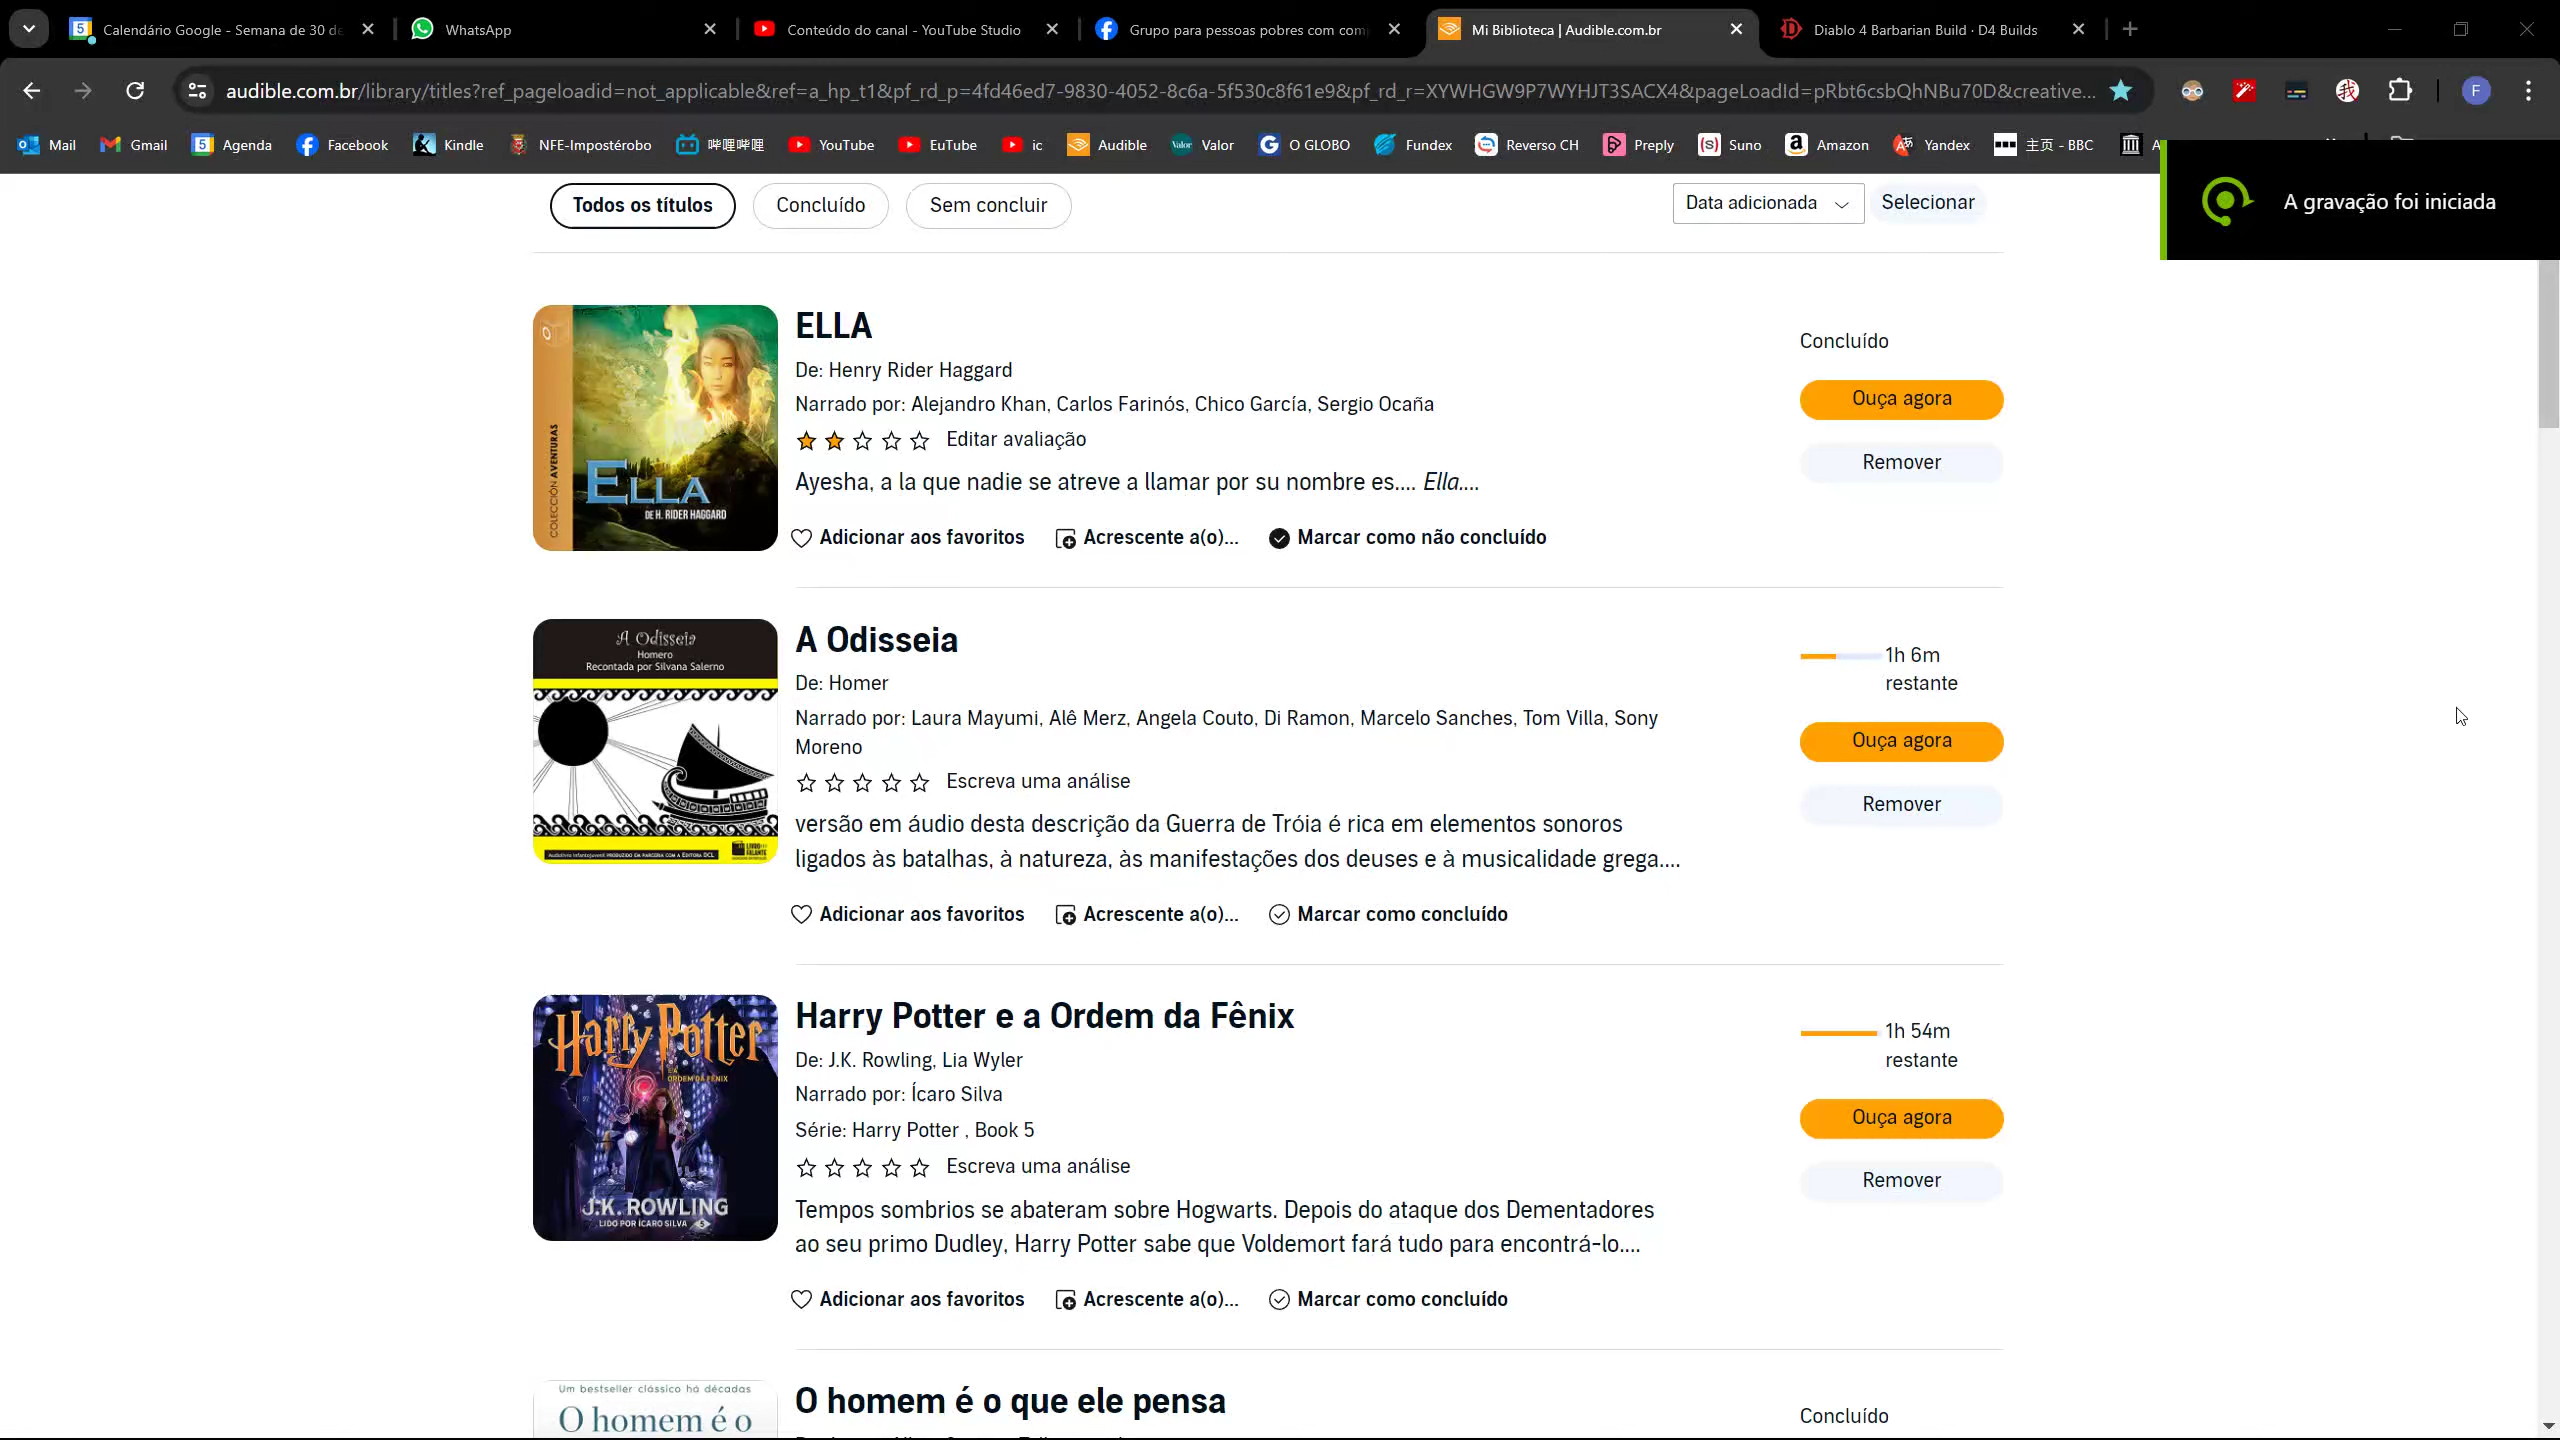 Calendário Google - Semana de 30 de
WhatsApp
Conteúdo do canal - YouTube Studio
Grupo para pessoas pobres com com
Mi Biblioteca | Audible.com.br
Diablo 4 Barbarian Build · D4 Builds
audible.com.br/library/titles?ref_pageloadid=not_applicable&ref=a_hp_t1&pf_rd_p=4fd46ed7-9830-4052-8c6a-5f530c8f61e9&pf_rd_r=XYWHGW9P7WYHJT3SACX4&pageLoadId=pRbt6csbQhNBu70D&creative...
F
Mail
Gmail
Agenda
Facebook
Kindle
NFE-Impostérobo
哔哩哔哩
YouTube
EuTube
ic
Audible
Valor
O GLOBO
Fundex
Reverso CH
Preply
Suno
Amazon
Yandex
主页 - BBC
A gravação foi iniciada
Todos os títulos
Concluído
Sem concluir
Data adicionada
Selecionar
COLECCIÓN AVENTURAS
ELLA
DE H. RIDER HAGGARD
ELLA
De: Henry Rider Haggard
Narrado por: Alejandro Khan, Carlos Farinós, Chico García, Sergio Ocaña
Editar avaliação
Ayesha, a la que nadie se atreve a llamar por su nombre es.... Ella....
Adicionar aos favoritos
Acrescente a(o)...
Marcar como não concluído
Concluído
Ouça agora
Remover
A Odisseia
Homero
Recontada por Silvana Salerno
Audiolivro infantojuvenil PRODUZIDO EM PARCERIA COM A EDITORA DCL
LIVRO FALANTE
A Odisseia
De: Homer
Narrado por: Laura Mayumi, Alê Merz, Angela Couto, Di Ramon, Marcelo Sanches, Tom Villa, Sony
Moreno
Escreva uma análise
versão em áudio desta descrição da Guerra de Tróia é rica em elementos sonoros
ligados às batalhas, à natureza, às manifestações dos deuses e à musicalidade grega....
Adicionar aos favoritos
Acrescente a(o)...
Marcar como concluído
1h 6m
restante
Ouça agora
Remover
Harry Potter
E A
ORDEM DA FÊNIX
J.K. ROWLING
LIDO POR ÍCARO SILVA
5
Harry Potter e a Ordem da Fênix
De: J.K. Rowling, Lia Wyler
Narrado por: Ícaro Silva
Série: Harry Potter , Book 5
Escreva uma análise
Tempos sombrios se abateram sobre Hogwarts. Depois do ataque dos Dementadores
ao seu primo Dudley, Harry Potter sabe que Voldemort fará tudo para encontrá-lo....
Adicionar aos favoritos
Acrescente a(o)...
Marcar como concluído
1h 54m
restante
Ouça agora
Remover
Um bestseller clássico há décadas
O homem é o
O homem é o que ele pensa
Concluído